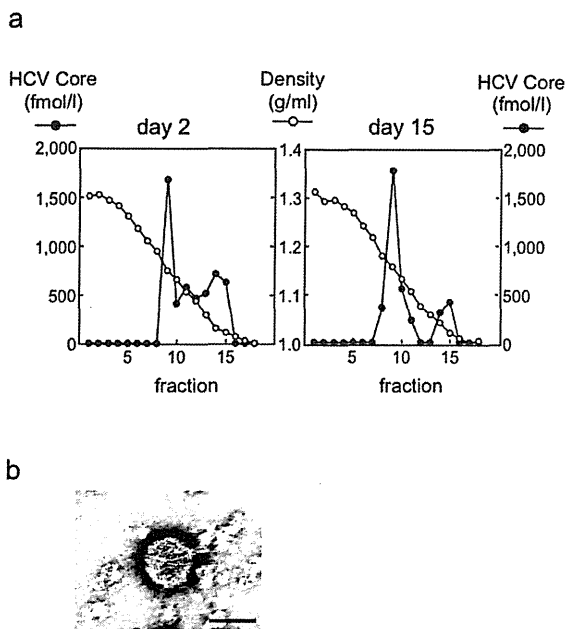 a
HCV Core
(fmol/l)
Density
(g/ml)
HCV Core
(fmol/l)
day 2
day 15
2,000
1,500
1,000
500
0
1.4
1.3
1.2
1.1
1.0
2,000
1,500
1,000
500
0
5 10 15
5 10 15
fraction
fraction
b